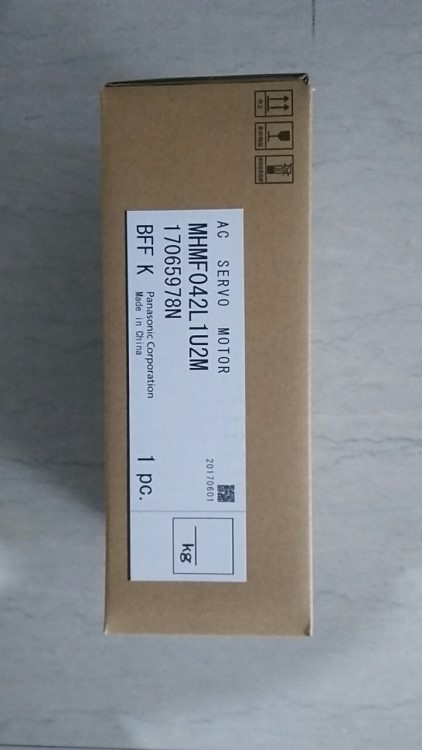 AC SERVO MOTOR
MHMF042L1U2M
17065978N
BFF K
Panasonic Corporation
Made in China
20170601
1 pc.
kg